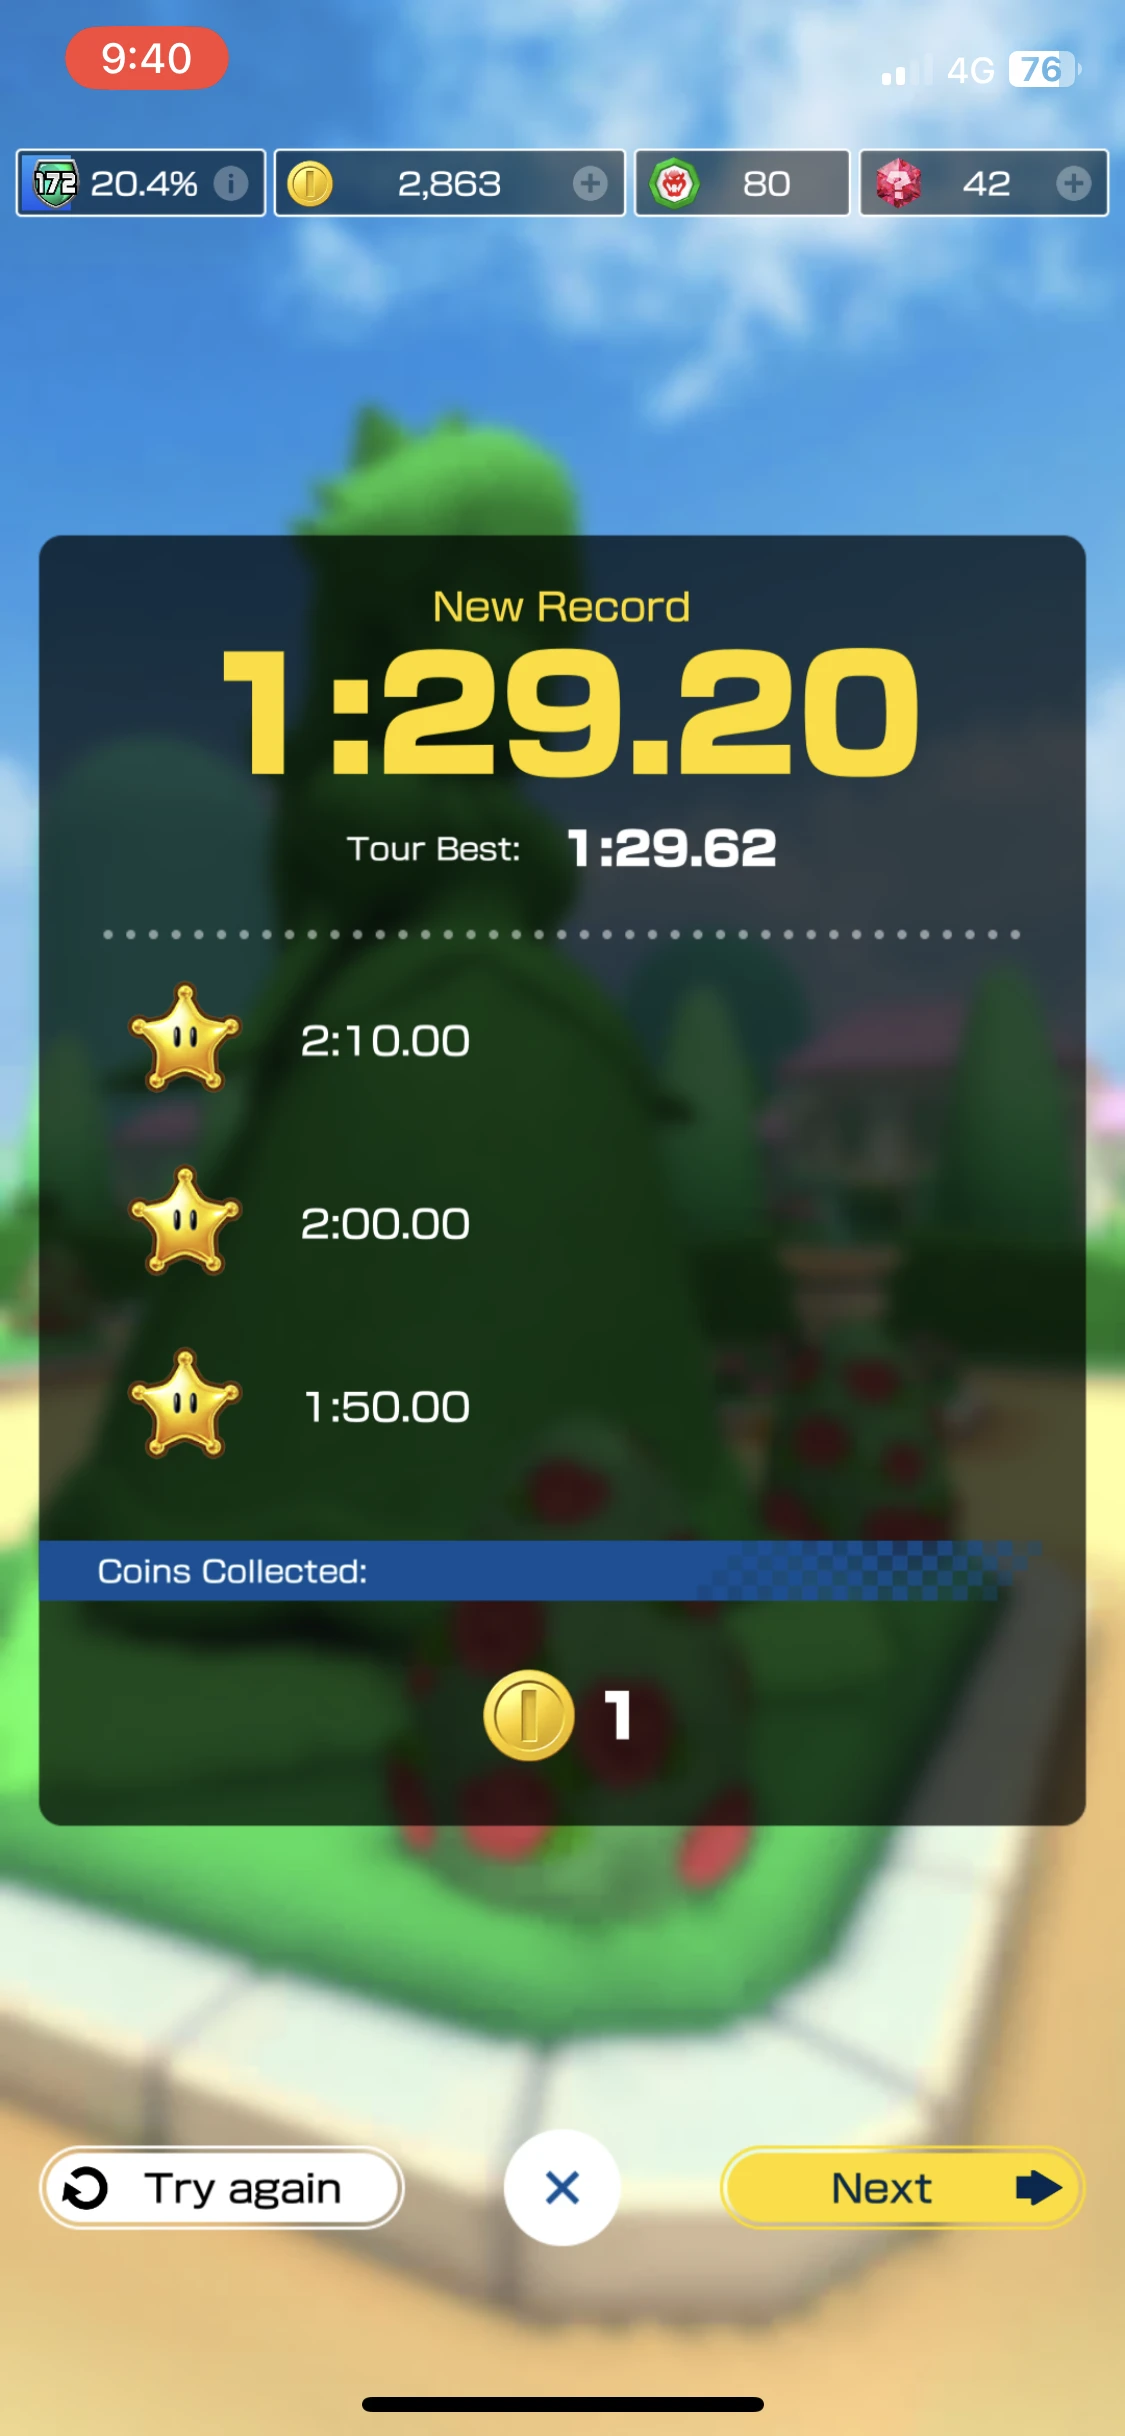 9:40 4G 76
172 20.4% i 2,863 + 80 ? 42 +
New Record
1:29.20
Tour Best: 1:29.62
2:10.00
2:00.00
1:50.00
Coins Collected:
1
Try again × Next